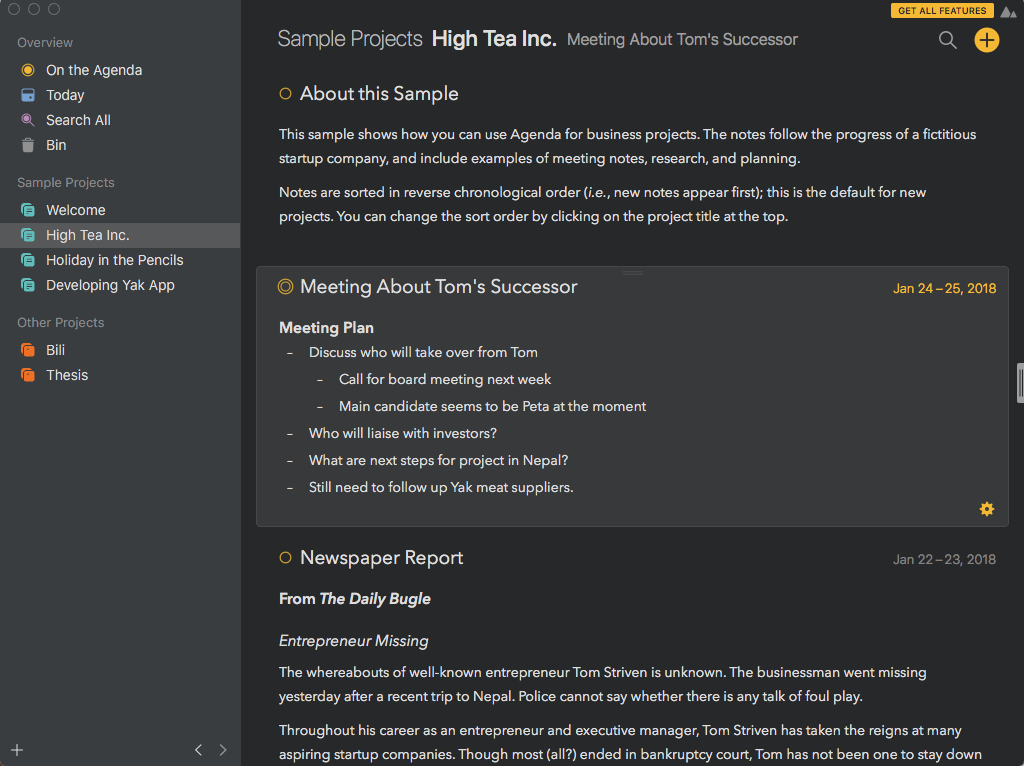 GET ALL FEATURES
Overview
On the Agenda
Today
Search All
Bin
Sample Projects
Welcome
High Tea Inc.
Holiday in the Pencils
Developing Yak App
Other Projects
Bili
Thesis
Sample Projects High Tea Inc. Meeting About Tom's Successor
About this Sample
This sample shows how you can use Agenda for business projects. The notes follow the progress of a fictitious
startup company, and include examples of meeting notes, research, and planning.
Notes are sorted in reverse chronological order (i.e., new notes appear first); this is the default for new
projects. You can change the sort order by clicking on the project title at the top.
Meeting About Tom's Successor
Jan 24 – 25, 2018
Meeting Plan
– Discuss who will take over from Tom
– Call for board meeting next week
– Main candidate seems to be Peta at the moment
– Who will liaise with investors?
– What are next steps for project in Nepal?
– Still need to follow up Yak meat suppliers.
Newspaper Report
Jan 22 – 23, 2018
From The Daily Bugle
Entrepreneur Missing
The whereabouts of well-known entrepreneur Tom Striven is unknown. The businessman went missing
yesterday after a recent trip to Nepal. Police cannot say whether there is any talk of foul play.
Throughout his career as an entrepreneur and executive manager, Tom Striven has taken the reigns at many
aspiring startup companies. Though most (all?) ended in bankruptcy court, Tom has not been one to stay down